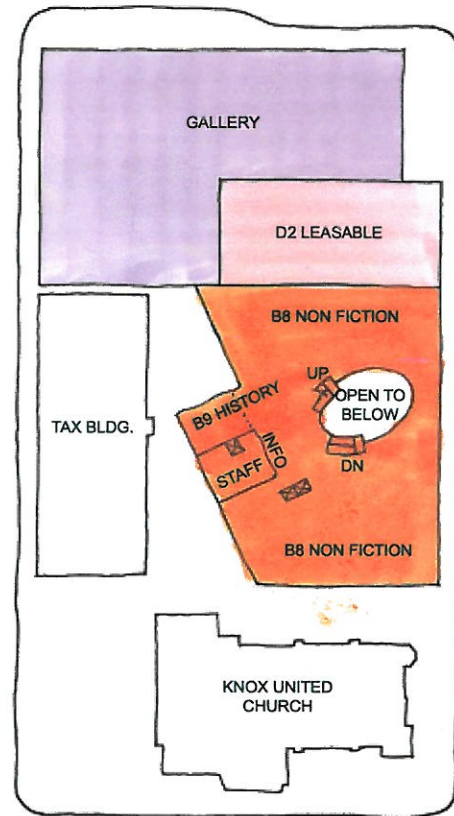 GALLERY
D2 LEASABLE
B8 NON FICTION
UP
OPEN TO
BELOW
B9 HISTORY
INFO
TAX BLDG.
STAFF
DN
B8 NON FICTION
KNOX UNITED
CHURCH